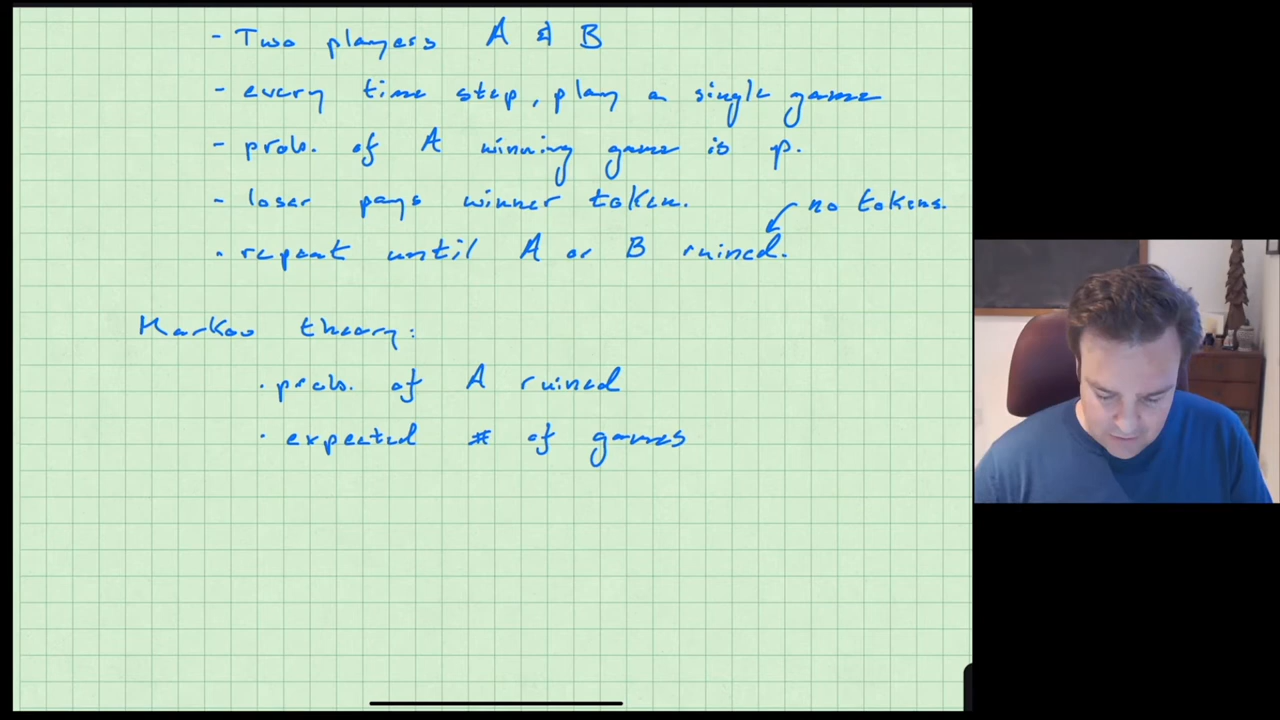 - Two players A & B
- every time step, play a single game
- prob. of A winning game is p.
- loser pays winner token.
no tokens.
- repeat until A or B ruined.
Markov theory:
· prob. of A ruined
· expected # of games